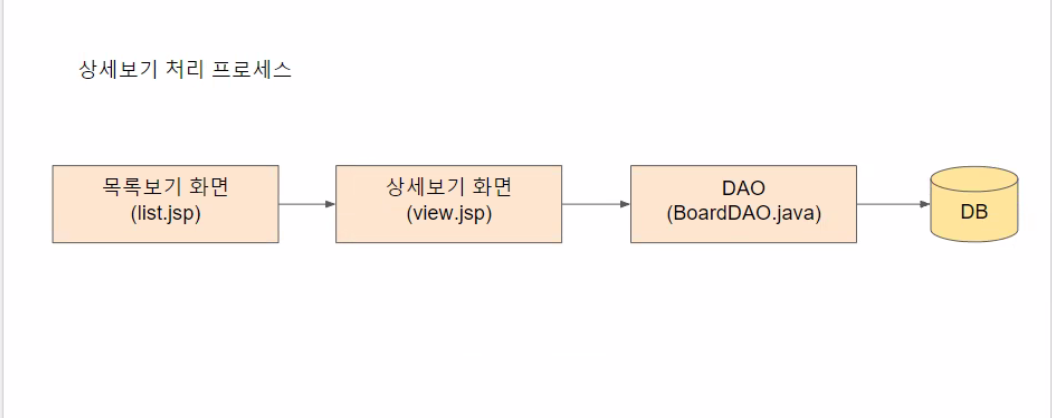 상세보기 처리 프로세스
목록보기 화면
(list.jsp)
상세보기 화면
(view.jsp)
DAO
(BoardDAO.java)
DB